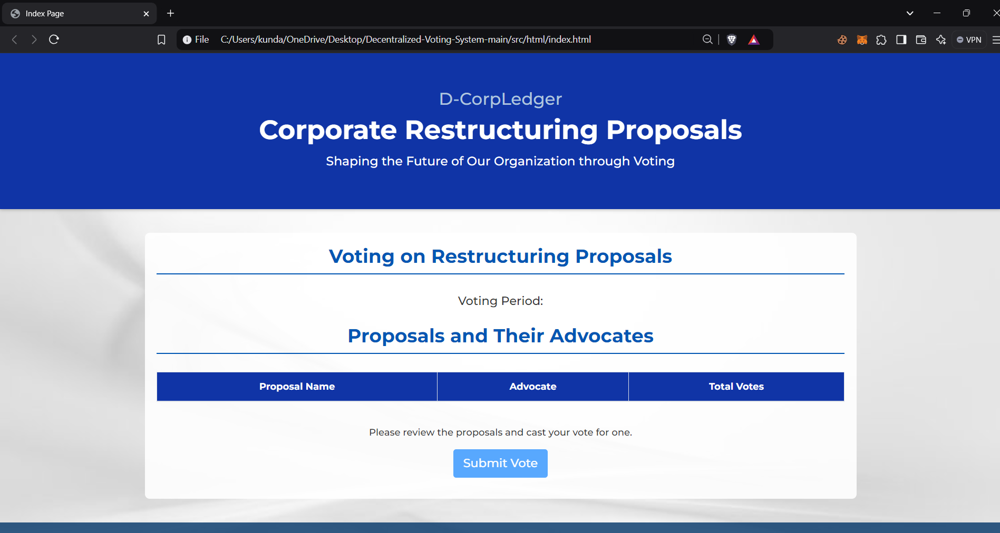 Index Page
File C:/Users/kunda/OneDrive/Desktop/Decentralized-Voting-System-main/src/html/index.html
VPN
D-CorpLedger
Corporate Restructuring Proposals
Shaping the Future of Our Organization through Voting
Voting on Restructuring Proposals
Voting Period:
Proposals and Their Advocates
Proposal Name Advocate Total Votes
Please review the proposals and cast your vote for one.
Submit Vote